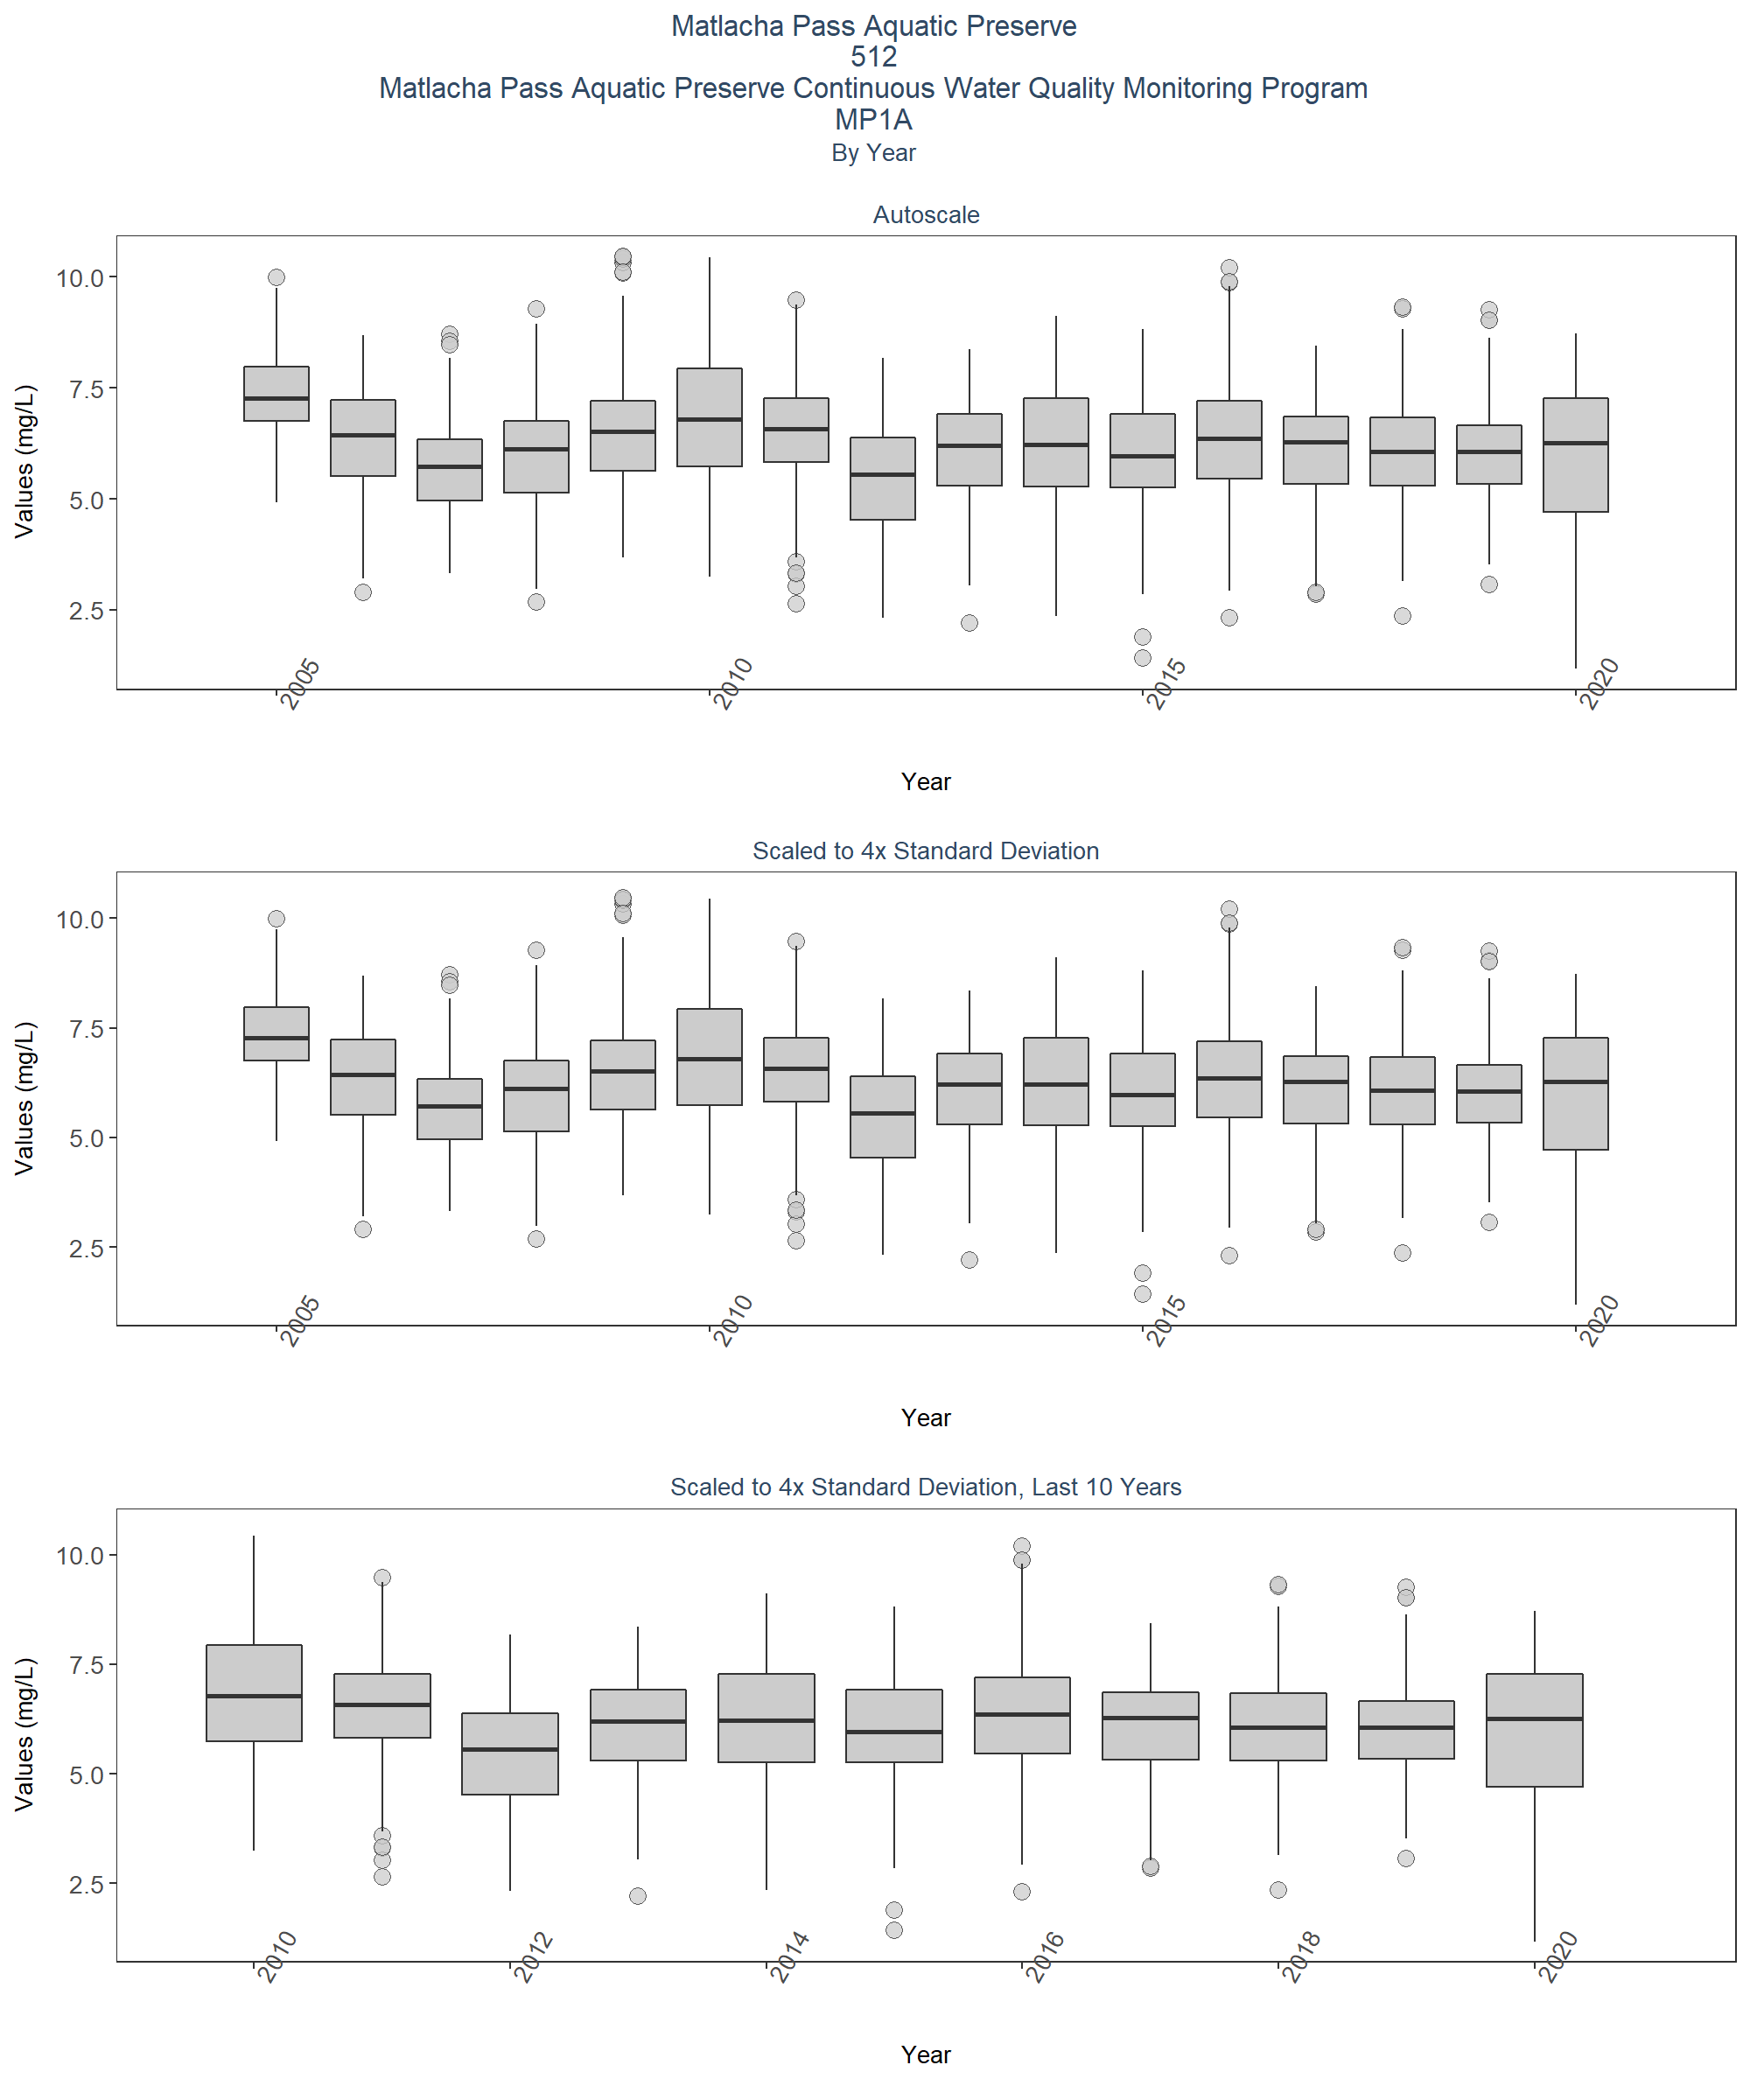 Matlacha Pass Aquatic Preserve
512
Matlacha Pass Aquatic Preserve Continuous Water Quality Monitoring Program
MP1A
By Year
Autoscale
Values (mg/L)
10.0
7.5
5.0
2.5
2005 2010 2015 2020
Year
Scaled to 4x Standard Deviation
Values (mg/L)
10.0
7.5
5.0
2.5
2005 2010 2015 2020
Year
Scaled to 4x Standard Deviation, Last 10 Years
Values (mg/L)
10.0
7.5
5.0
2.5
2010 2012 2014 2016 2018 2020
Year